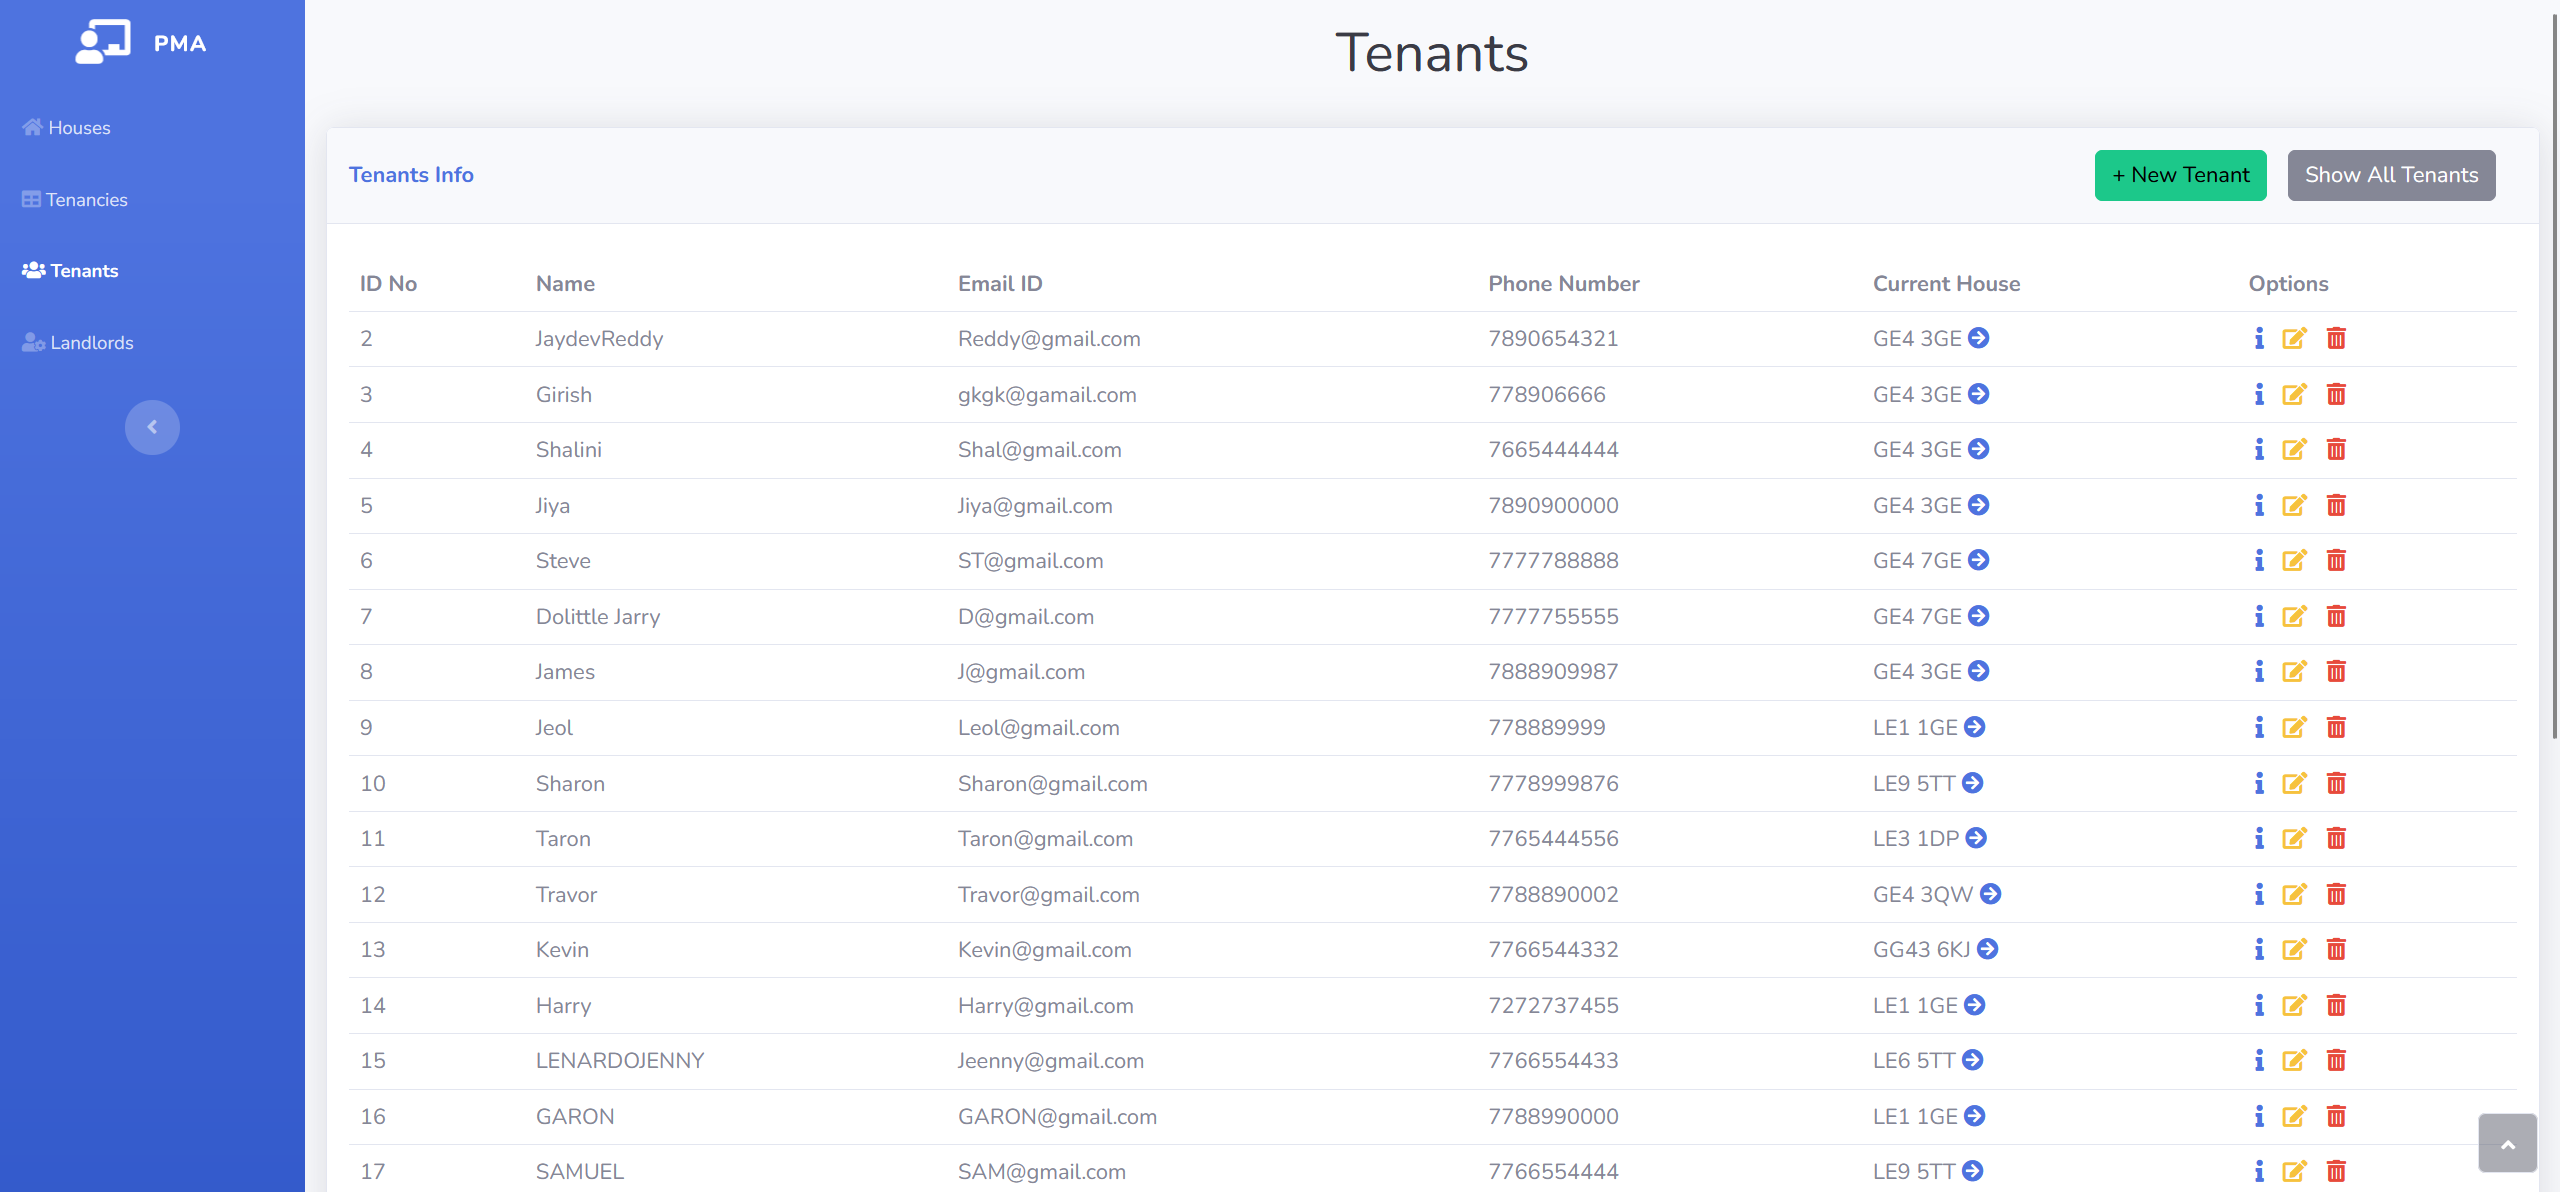 PMA
Houses
Tenancies
Tenants
Landlords
Tenants
Tenants Info
+ New Tenant
Show All Tenants
ID No Name Email ID Phone Number Current House Options
2 JaydevReddy Reddy@gmail.com 7890654321 GE4 3GE
3 Girish gkgk@gamail.com 778906666 GE4 3GE
4 Shalini Shal@gmail.com 7665444444 GE4 3GE
5 Jiya Jiya@gmail.com 7890900000 GE4 3GE
6 Steve ST@gmail.com 7777788888 GE4 7GE
7 Dolittle Jarry D@gmail.com 7777755555 GE4 7GE
8 James J@gmail.com 7888909987 GE4 3GE
9 Jeol Leol@gmail.com 778889999 LE1 1GE
10 Sharon Sharon@gmail.com 7778999876 LE9 5TT
11 Taron Taron@gmail.com 7765444556 LE3 1DP
12 Travor Travor@gmail.com 7788890002 GE4 3QW
13 Kevin Kevin@gmail.com 7766544332 GG43 6KJ
14 Harry Harry@gmail.com 7272737455 LE1 1GE
15 LENARDOJENNY Jeenny@gmail.com 7766554433 LE6 5TT
16 GARON GARON@gmail.com 7788990000 LE1 1GE
17 SAMUEL SAM@gmail.com 7766554444 LE9 5TT